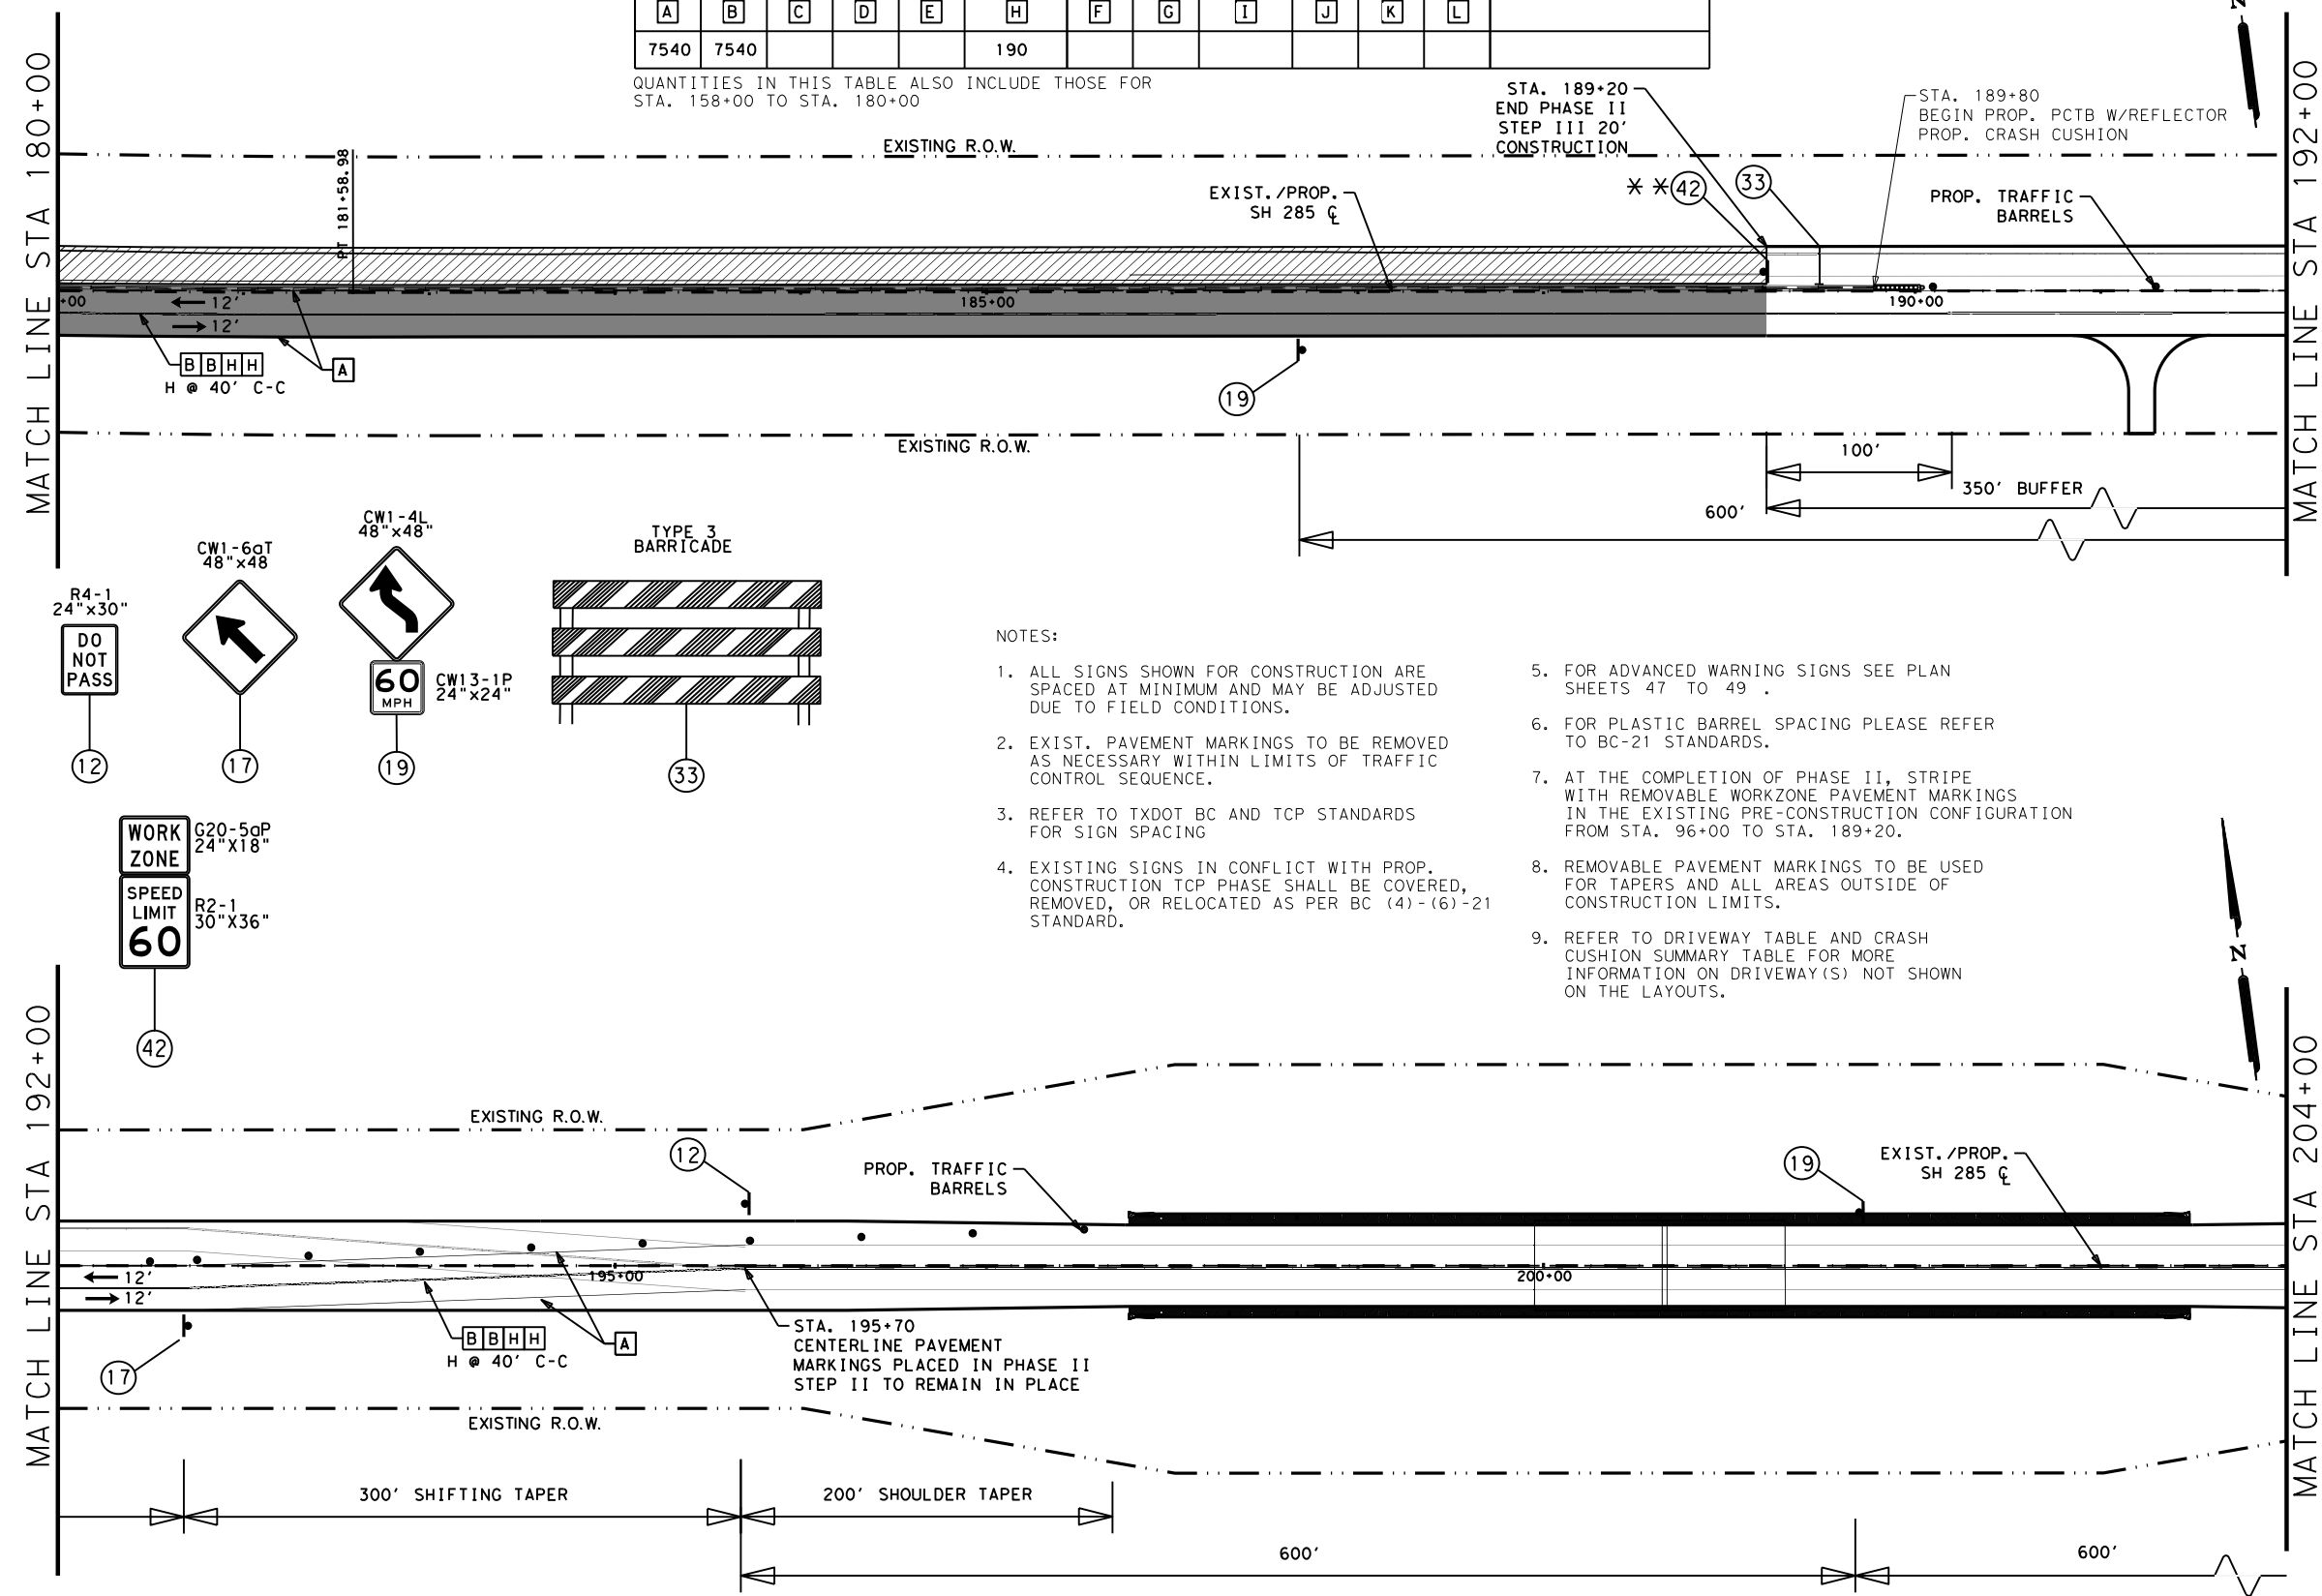 A B C D E H F G I J K L
7540 7540 190
QUANTITIES IN THIS TABLE ALSO INCLUDE THOSE FOR
STA. 158+00 TO STA. 180+00
MATCH LINE STA 180+00
MATCH LINE STA 192+00
EXISTING R.O.W.
PT 181+58.98
STA. 189+20
END PHASE II
STEP III 20'
CONSTRUCTION
STA. 189+80
BEGIN PROP. PCTB W/REFLECTOR
PROP. CRASH CUSHION
EXIST./PROP.
SH 285 ℄
* * 42
33
PROP. TRAFFIC
BARRELS
+00
12'
12'
185+00
190+00
B B H H
H @ 40' C-C
A
19
EXISTING R.O.W.
100'
350' BUFFER
600'
R4-1
24"x30"
DO
NOT
PASS
12
CW1-6aT
48"x48
17
CW1-4L
48"x48"
60
MPH
CW13-1P
24"x24"
19
TYPE 3
BARRICADE
33
WORK
ZONE
G20-5aP
24"X18"
SPEED
LIMIT
60
R2-1
30"X36"
42
NOTES:
1. ALL SIGNS SHOWN FOR CONSTRUCTION ARE
SPACED AT MINIMUM AND MAY BE ADJUSTED
DUE TO FIELD CONDITIONS.
2. EXIST. PAVEMENT MARKINGS TO BE REMOVED
AS NECESSARY WITHIN LIMITS OF TRAFFIC
CONTROL SEQUENCE.
3. REFER TO TXDOT BC AND TCP STANDARDS
FOR SIGN SPACING
4. EXISTING SIGNS IN CONFLICT WITH PROP.
CONSTRUCTION TCP PHASE SHALL BE COVERED,
REMOVED, OR RELOCATED AS PER BC (4)-(6)-21
STANDARD.
5. FOR ADVANCED WARNING SIGNS SEE PLAN
SHEETS 47 TO 49 .
6. FOR PLASTIC BARREL SPACING PLEASE REFER
TO BC-21 STANDARDS.
7. AT THE COMPLETION OF PHASE II, STRIPE
WITH REMOVABLE WORKZONE PAVEMENT MARKINGS
IN THE EXISTING PRE-CONSTRUCTION CONFIGURATION
FROM STA. 96+00 TO STA. 189+20.
8. REMOVABLE PAVEMENT MARKINGS TO BE USED
FOR TAPERS AND ALL AREAS OUTSIDE OF
CONSTRUCTION LIMITS.
9. REFER TO DRIVEWAY TABLE AND CRASH
CUSHION SUMMARY TABLE FOR MORE
INFORMATION ON DRIVEWAY(S) NOT SHOWN
ON THE LAYOUTS.
N
MATCH LINE STA 192+00
MATCH LINE STA 204+00
EXISTING R.O.W.
12
PROP. TRAFFIC
BARRELS
19
EXIST./PROP.
SH 285 ℄
12'
12'
195+00
200+00
B B H H
H @ 40' C-C
A
17
STA. 195+70
CENTERLINE PAVEMENT
MARKINGS PLACED IN PHASE II
STEP II TO REMAIN IN PLACE
EXISTING R.O.W.
300' SHIFTING TAPER
200' SHOULDER TAPER
600'
600'